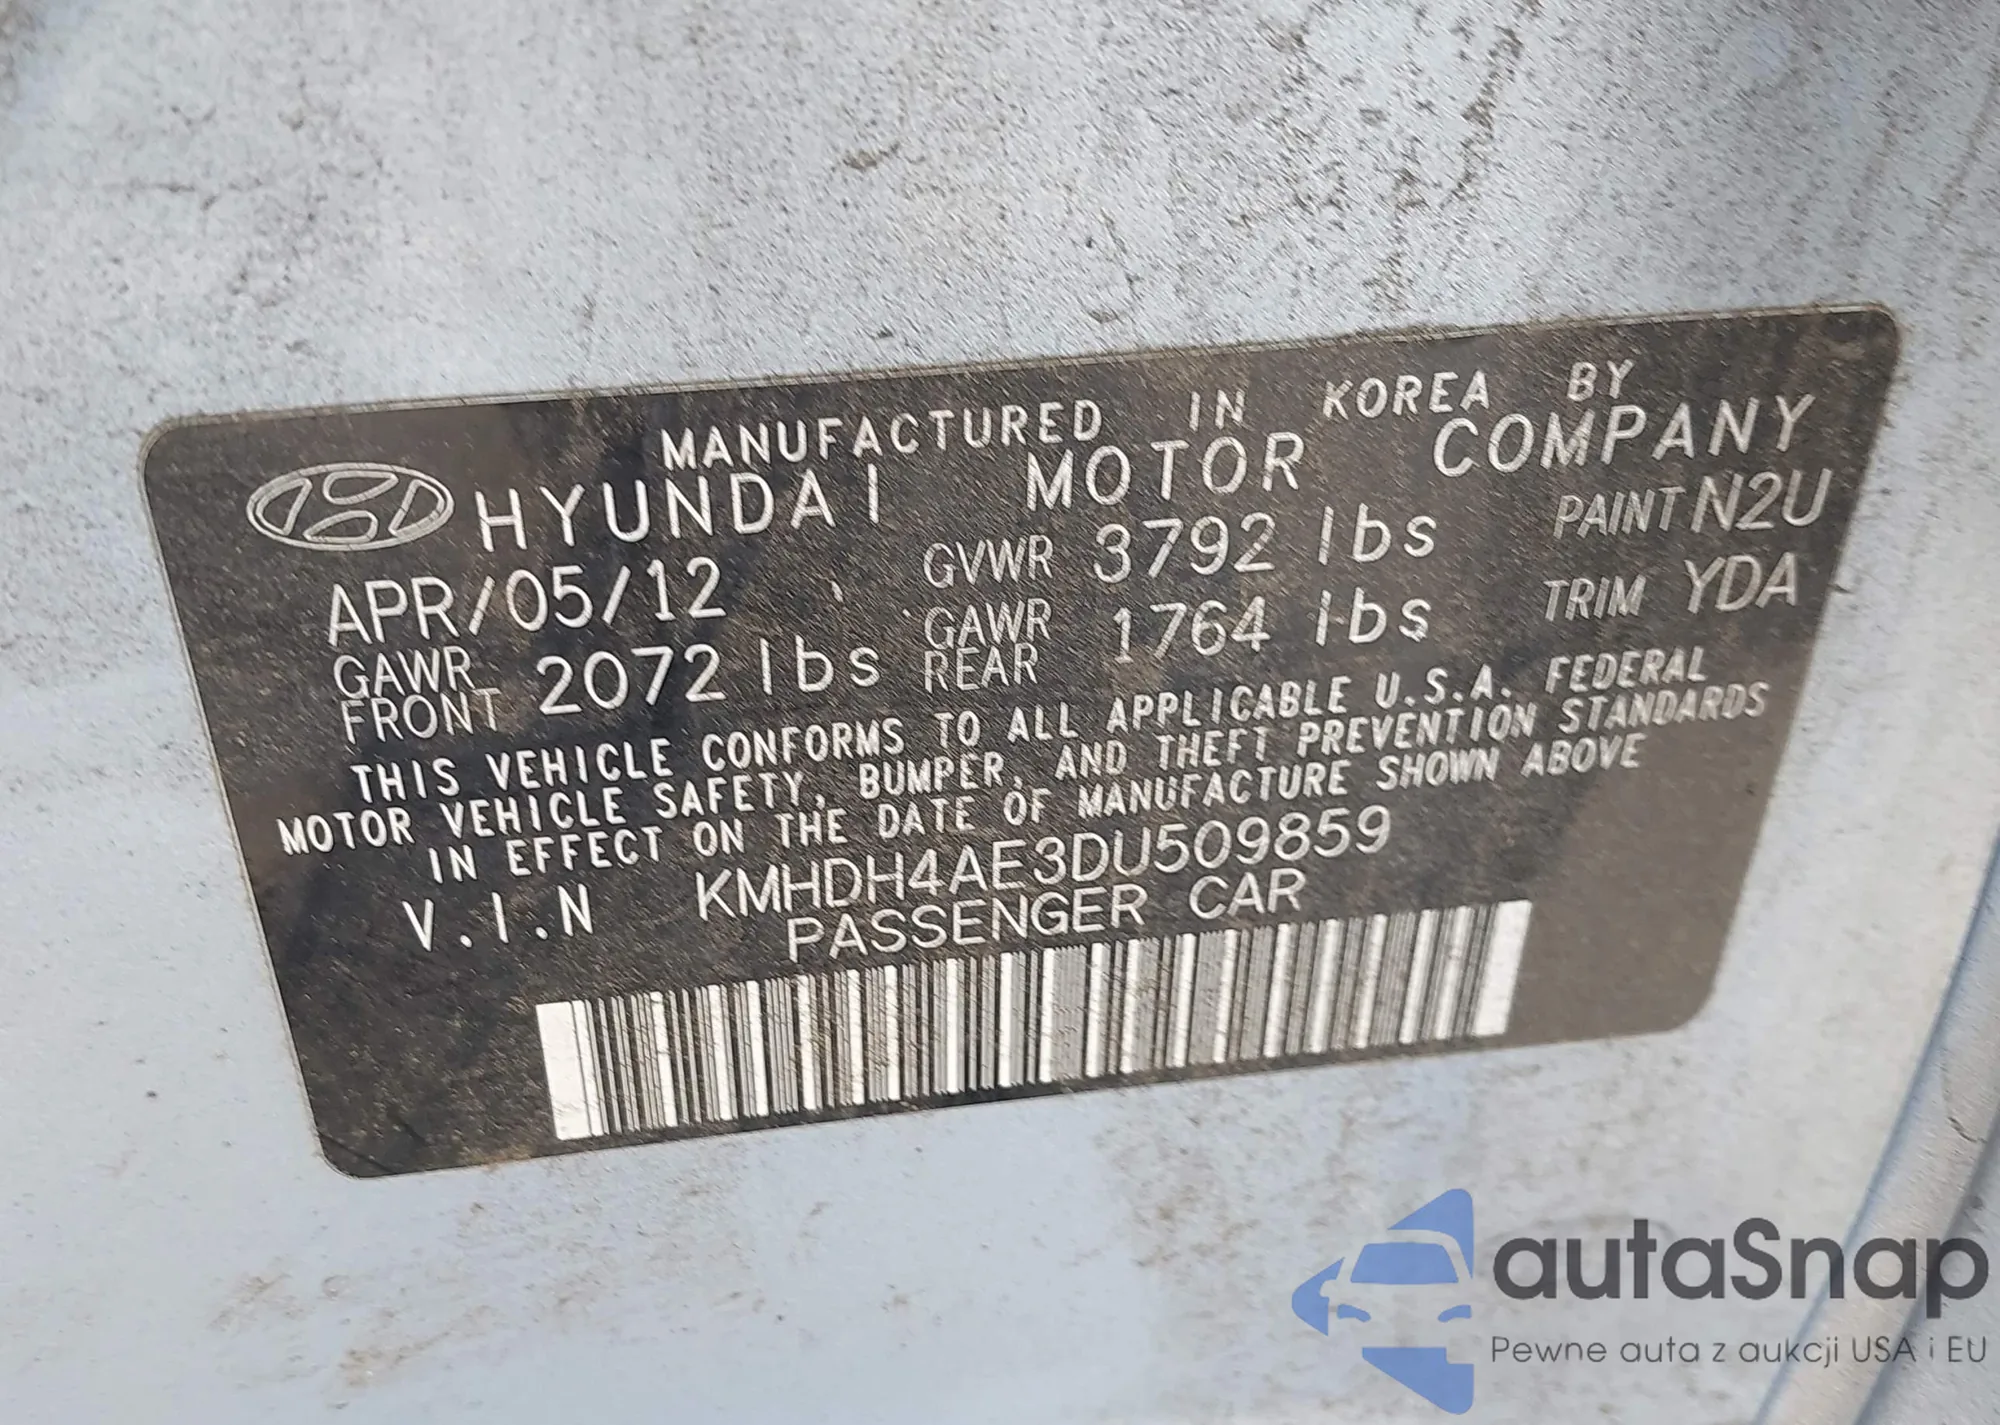 MANUFACTURED IN KOREA BY
HYUNDAI MOTOR COMPANY
APR/05/12 GVWR 3792 lbs PAINT N2U
GAWR FRONT 2072 lbs GAWR REAR 1764 lbs TRIM YDA
THIS VEHICLE CONFORMS TO ALL APPLICABLE U.S.A. FEDERAL
MOTOR VEHICLE SAFETY, BUMPER, AND THEFT PREVENTION STANDARDS
IN EFFECT ON THE DATE OF MANUFACTURE SHOWN ABOVE
V.I.N KMHDH4AE3DU509859
PASSENGER CAR
autaSnap
Pewne auta z aukcji USA i EU